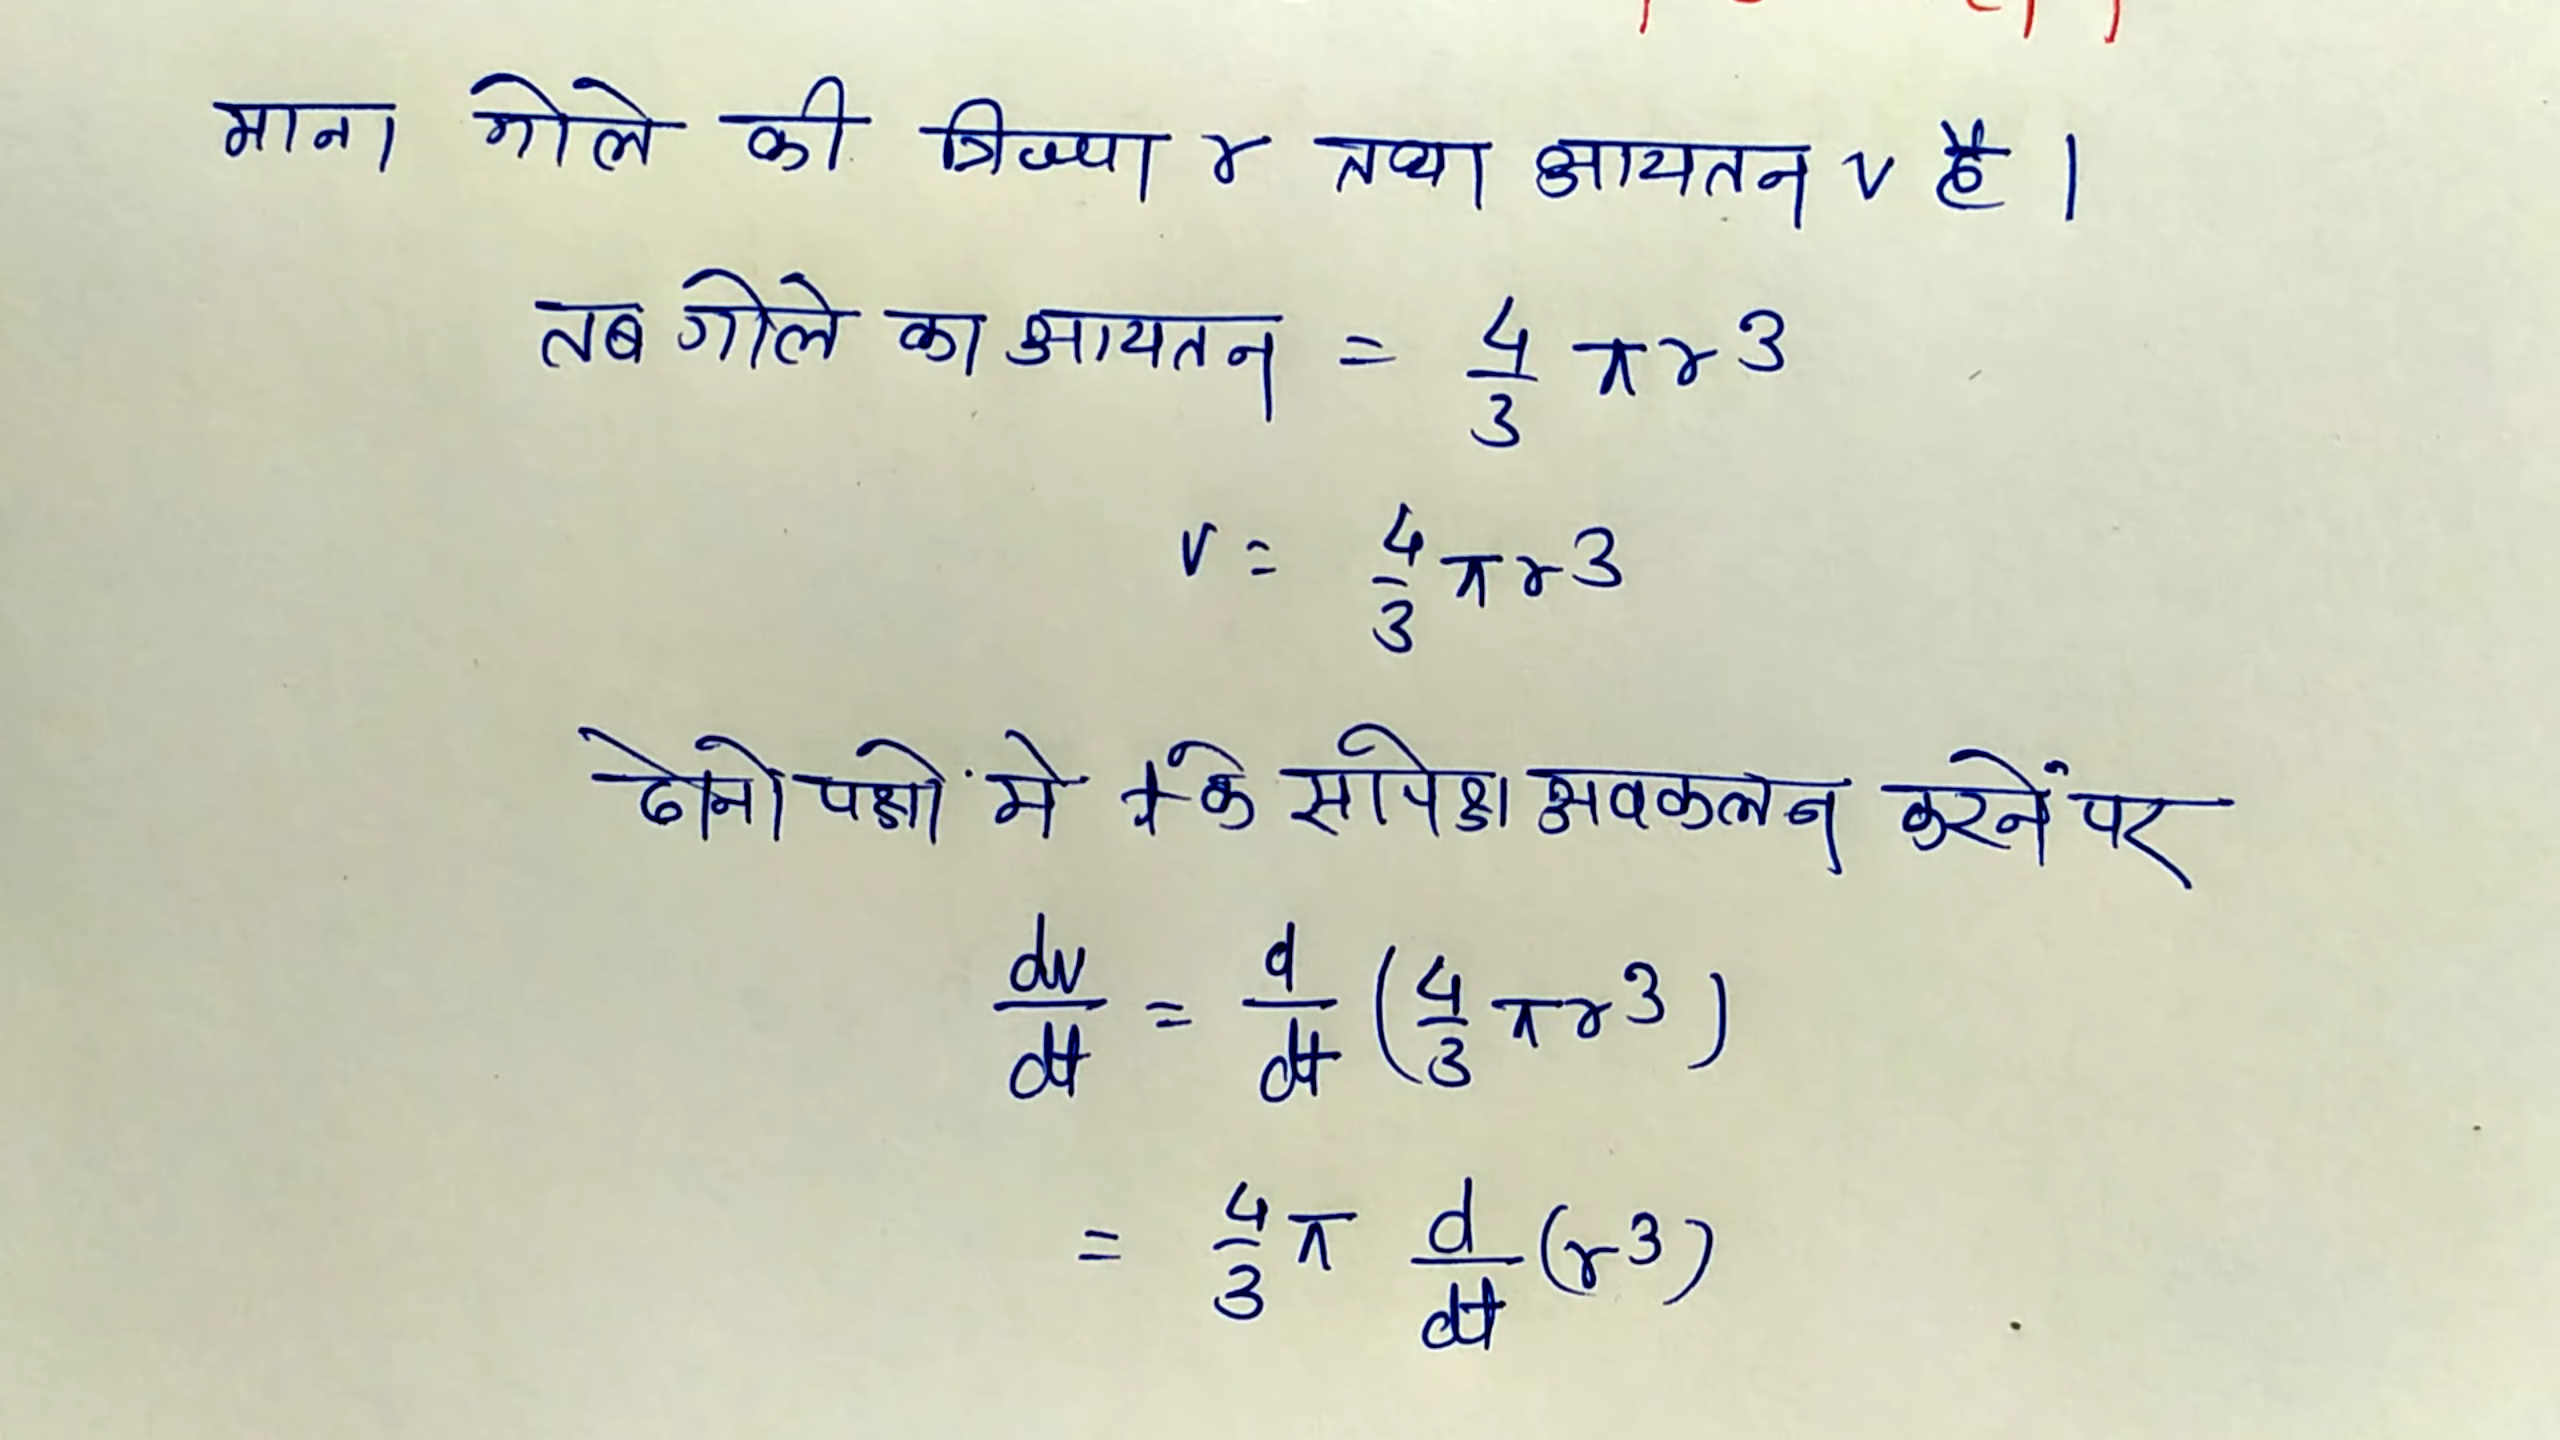 माना गोले की त्रिज्या r तथा आयतन v है ।
तब गोले का आयतन = 4/3 πr³
v = 4/3 πr³
दोनो पक्षो मे t के सापेक्ष अवकलन करनें पर
dv/dt = d/dt (4/3 πr³)
= 4/3 π d/dt (r³)